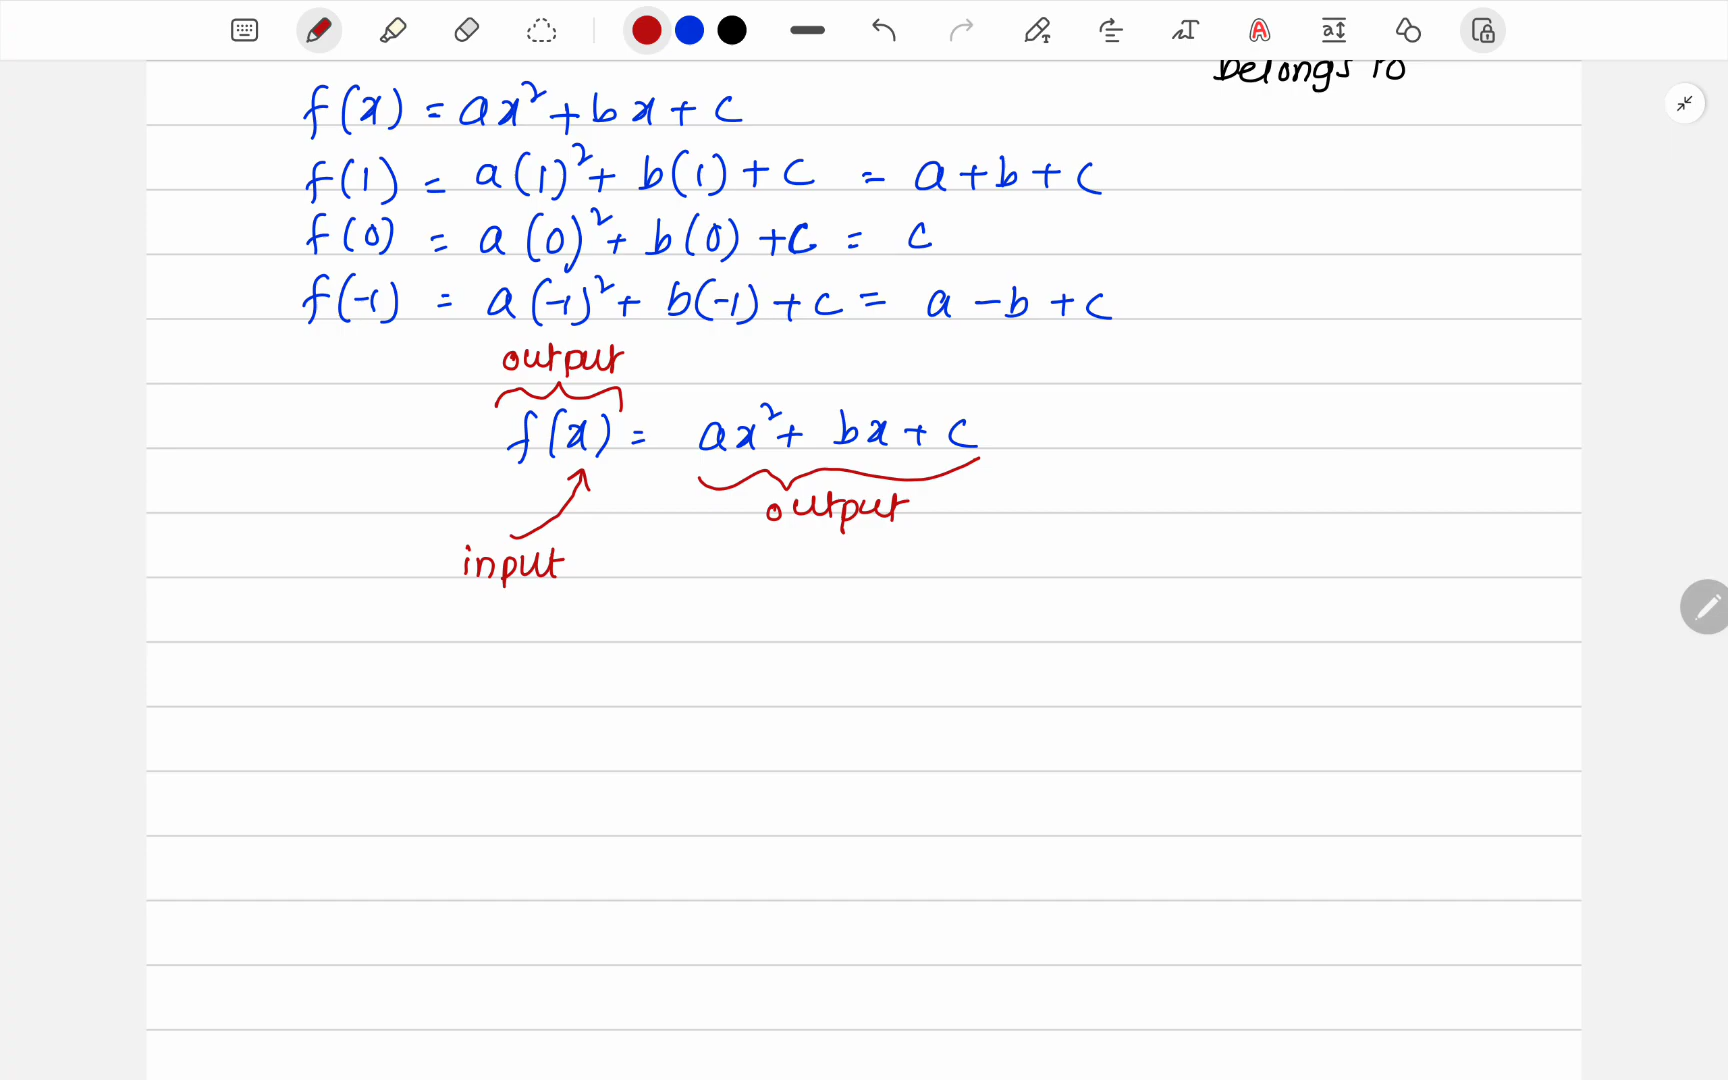 belongs to
f(x) = ax² + bx + c
f(1) = a(1)² + b(1) + c = a + b + c
f(0) = a(0)² + b(0) + c = c
f(-1) = a(-1)² + b(-1) + c = a - b + c
output
f(x) = ax² + bx + c
output
input